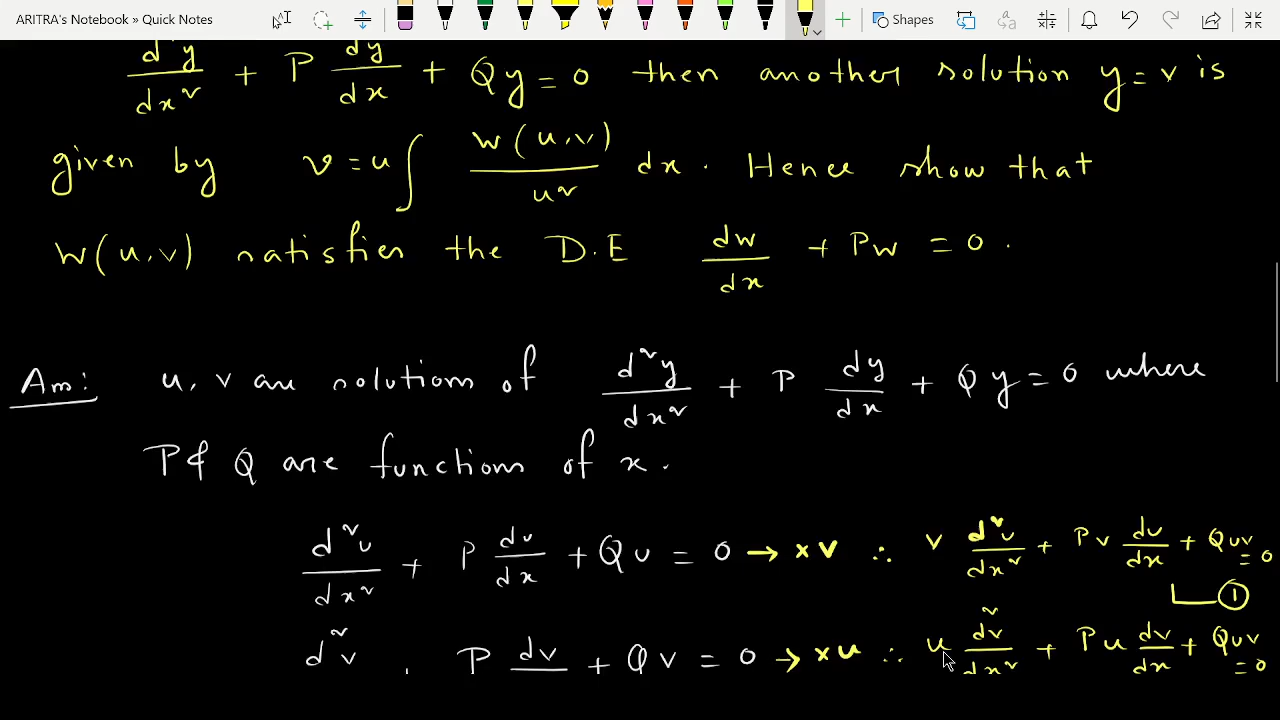 ARITRA's Notebook » Quick Notes
Shapes
d²y/dx² + P dy/dx + Qy = 0 then another solution y = v is
given by v = u ∫ W(u,v)/u² dx. Hence show that
W(u,v) satisfies the D.E dw/dx + PW = 0.
Ans: u, v are solutions of d²y/dx² + P dy/dx + Qy = 0 where
P & Q are functions of x.
d²u/dx² + P du/dx + Qu = 0 → ×v ∴ v d²u/dx² + Pv du/dx + Quv = 0
①
d²v P dv + Qv = 0 → ×u ∴ u d²v/dx² + Pu dv/dx + Quv = 0